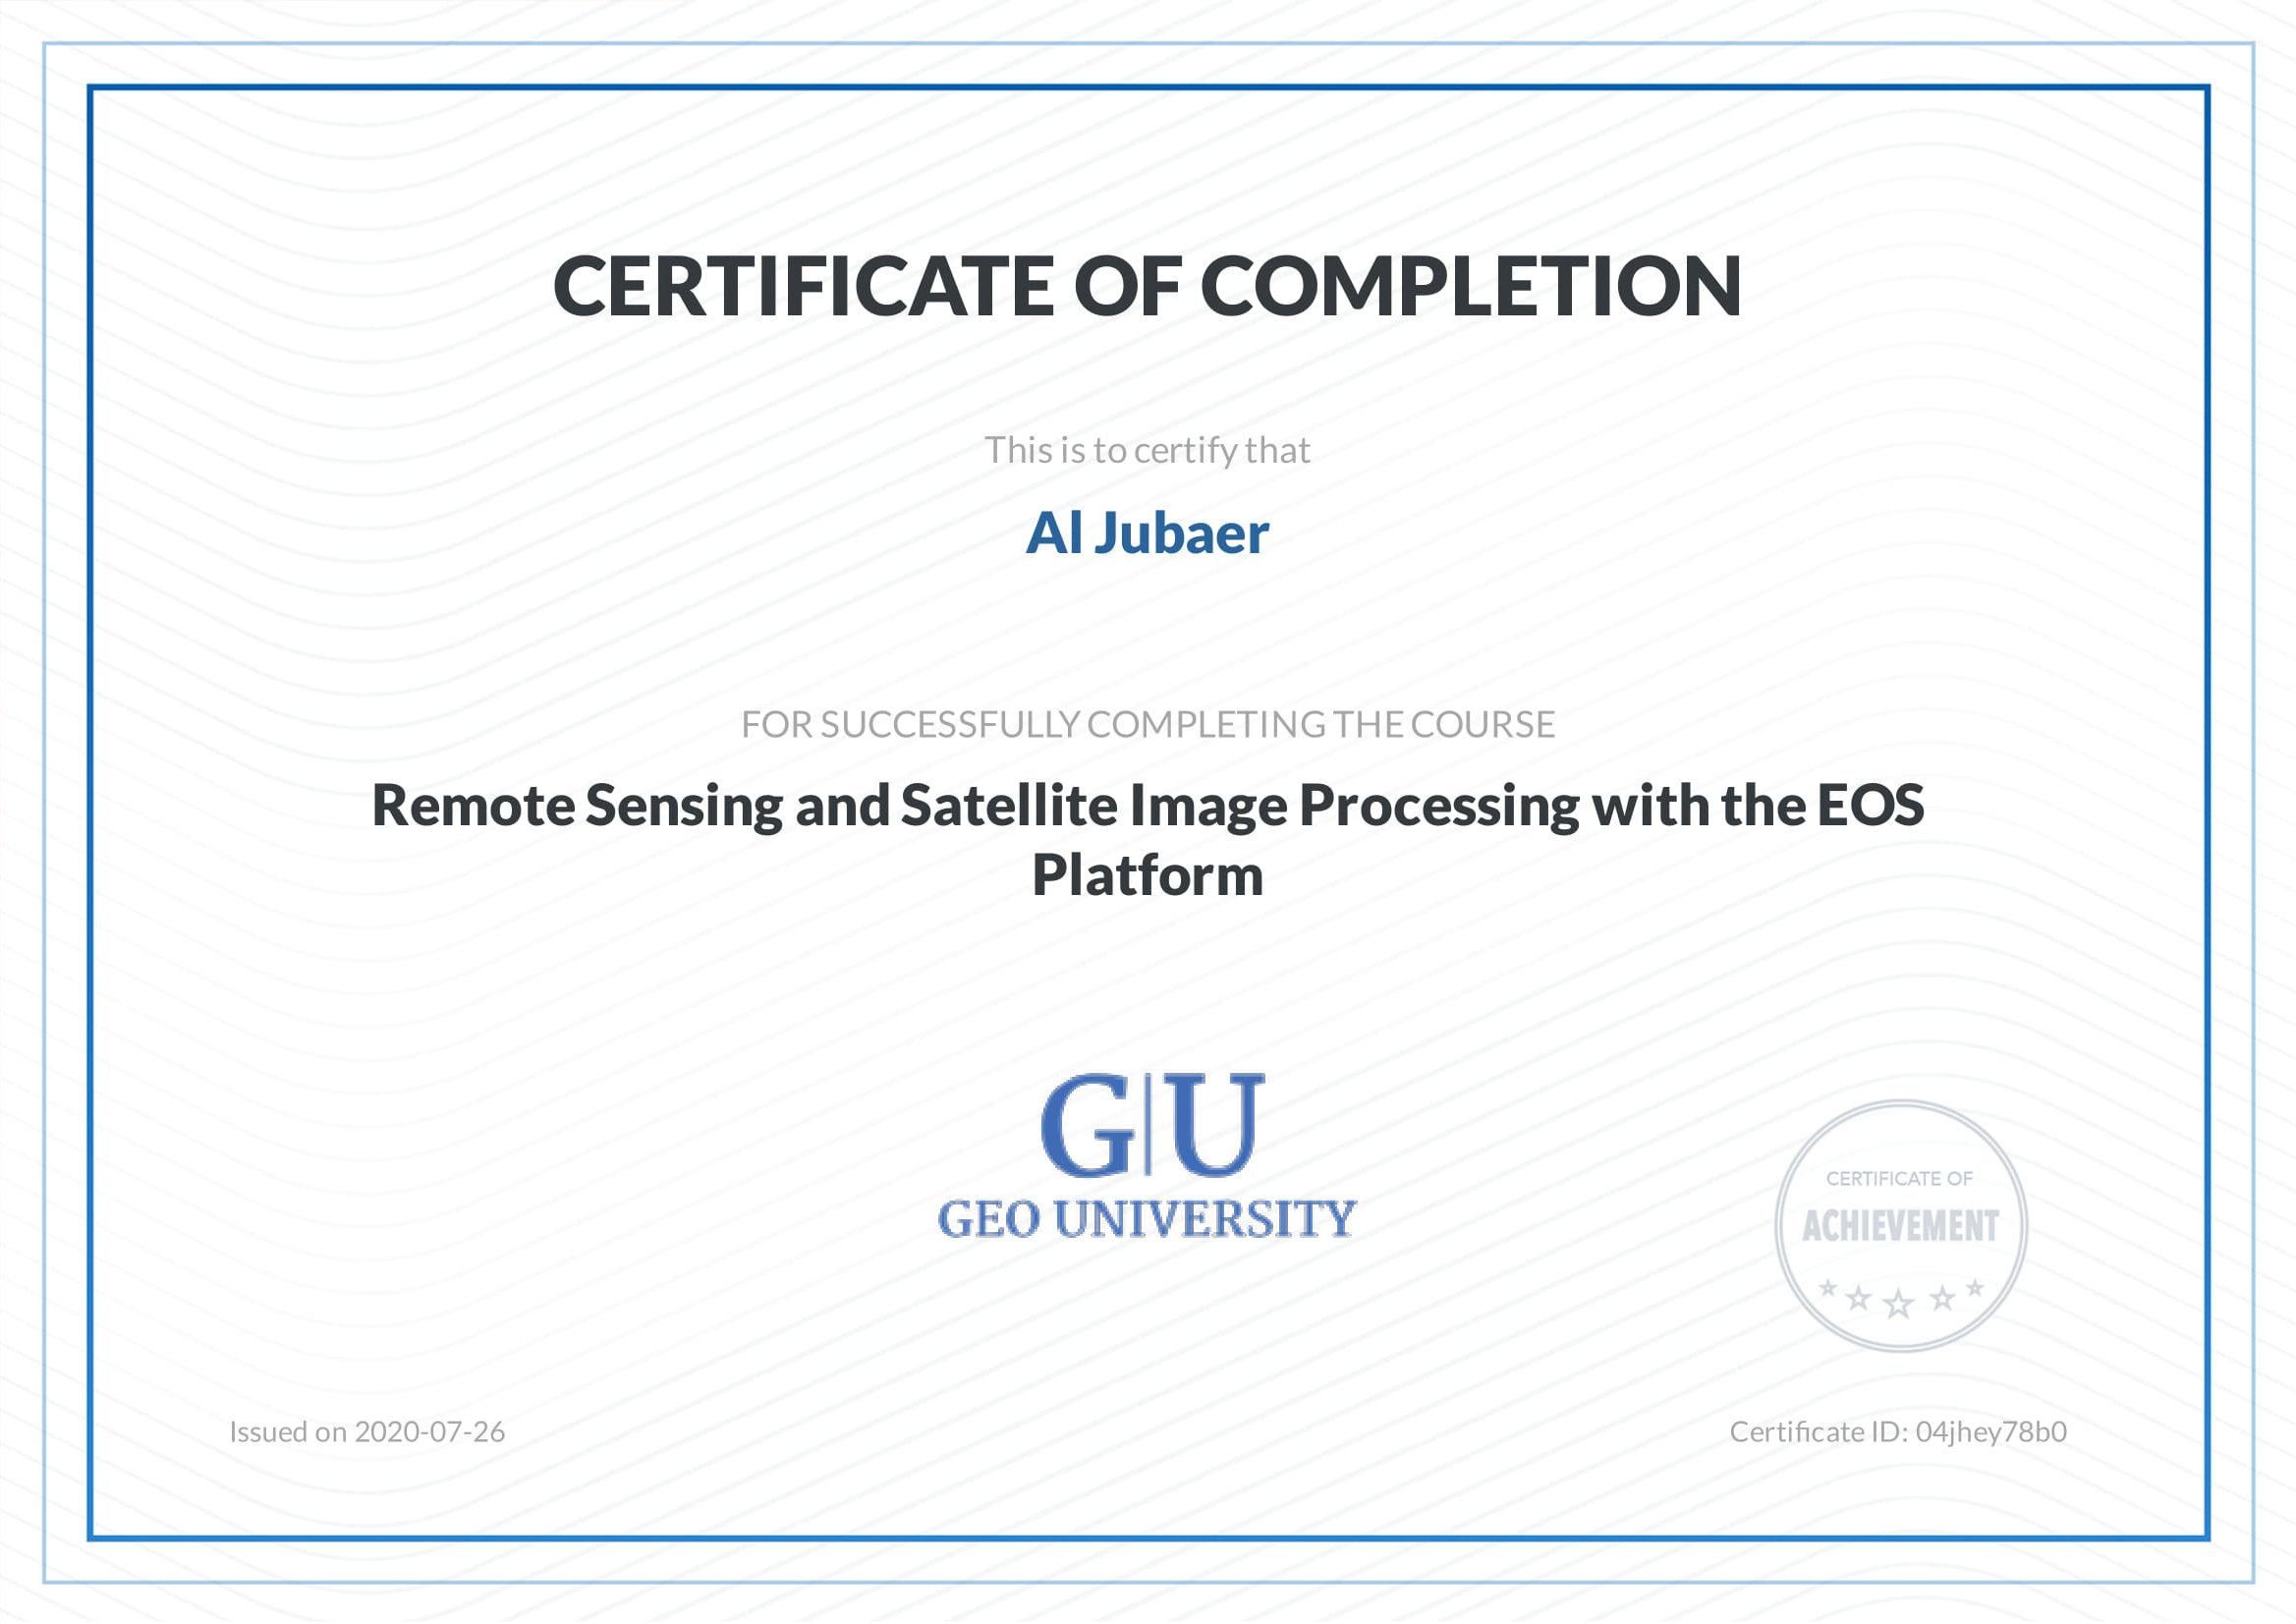 CERTIFICATE OF COMPLETION
This is to certify that
Al Jubaer
FOR SUCCESSFULLY COMPLETING THE COURSE
Remote Sensing and Satellite Image Processing with the EOS
Platform
G|U
GEO UNIVERSITY
CERTIFICATE OF
ACHIEVEMENT
Issued on 2020-07-26
Certificate ID: 04jhey78b0